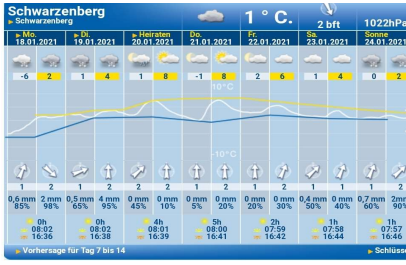 Schwarzenberg
► Schwarzenberg
1 ° C.
2 bft
1022hPa
► Mo. ► Di. ► Heiraten Do. Fr. Sa. Sonne
18.01.2021 19.01.2021 20.01.2021 21.01.2021 22.01.2021 23.01.2021 24.01.202
-6 2 1 4 1 8 -1 8 2 6 1 4 0 2
10°C
-10°C
1 2 1 2 2 2 1 2 1 2 1 1 1 2
0,6 mm 2 mm 0,5 mm 4 mm 0 mm 0 mm 0 mm 0 mm 0 mm 0 mm 0,4 mm 0 mm 0,7 mm 2mm
85% 98% 65% 95% 45% 10% 5% 20% 20% 30% 50% 40% 60% 90%
0h 0h 4h 5h 2h 1h 1h
08:02 08:02 08:01 08:00 07:59 07:58 07:57
16:36 16:38 16:39 16:41 16:42 16:44 16:46
► Vorhersage für Tag 7 bis 14
► Schlüss